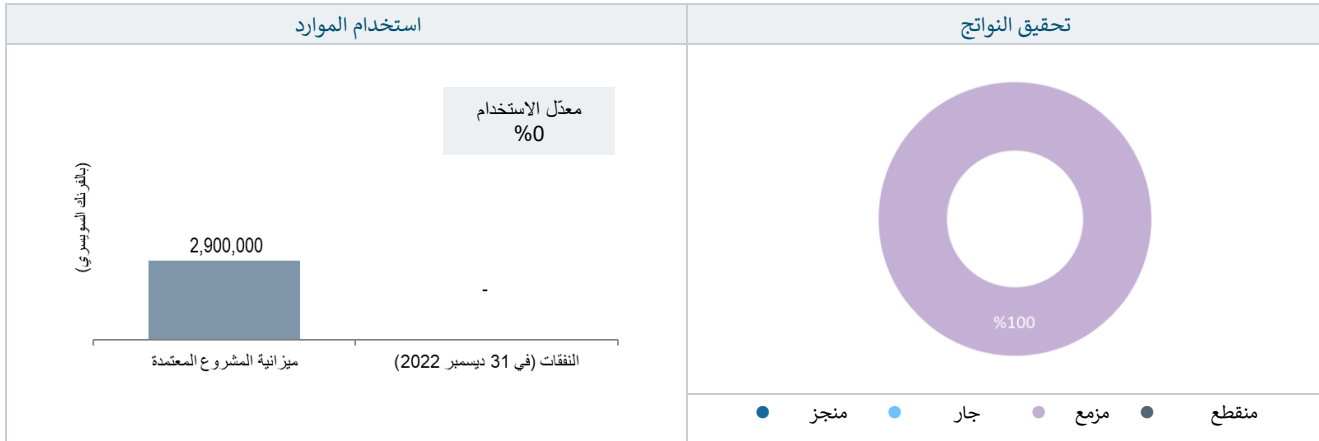 تحقيق النواتج
استخدام الموارد
%100
منقطع
مزمع
جار
منجز
معدّل الاستخدام
%0
(بالفرنك السويسري)
2,900,000
-
ميزانية المشروع المعتمدة
النفقات (في 31 ديسمبر 2022)